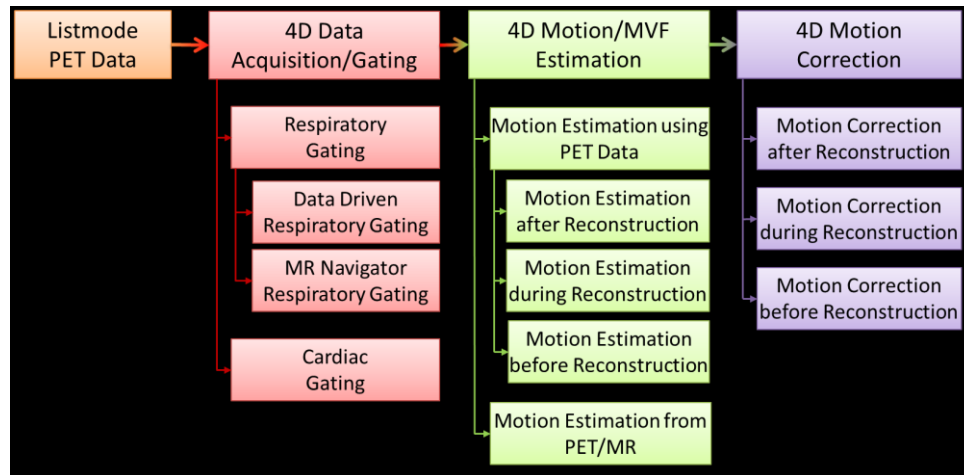 Listmode
PET Data
4D Data
Acquisition/Gating
4D Motion/MVF
Estimation
4D Motion
Correction
Respiratory
Gating
Data Driven
Respiratory Gating
MR Navigator
Respiratory Gating
Cardiac
Gating
Motion Estimation using
PET Data
Motion Estimation
after Reconstruction
Motion Estimation
during Reconstruction
Motion Estimation
before Reconstruction
Motion Estimation from
PET/MR
Motion Correction
after Reconstruction
Motion Correction
during Reconstruction
Motion Correction
before Reconstruction